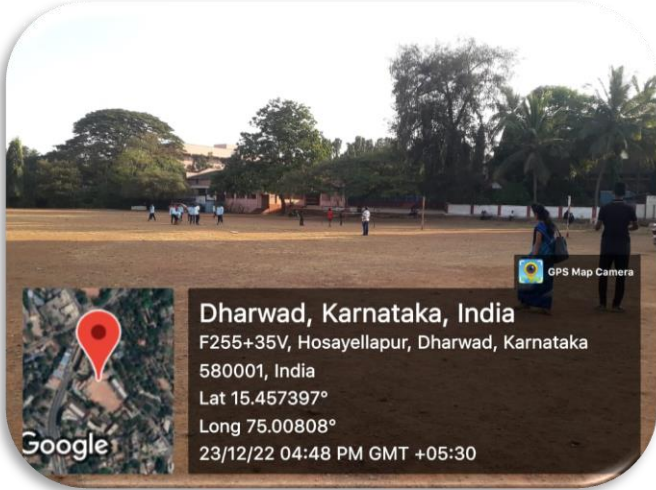 GPS Map Camera
Dharwad, Karnataka, India
F255+35V, Hosayellapur, Dharwad, Karnataka
580001, India
Lat 15.457397°
Long 75.00808°
23/12/22 04:48 PM GMT +05:30
Google